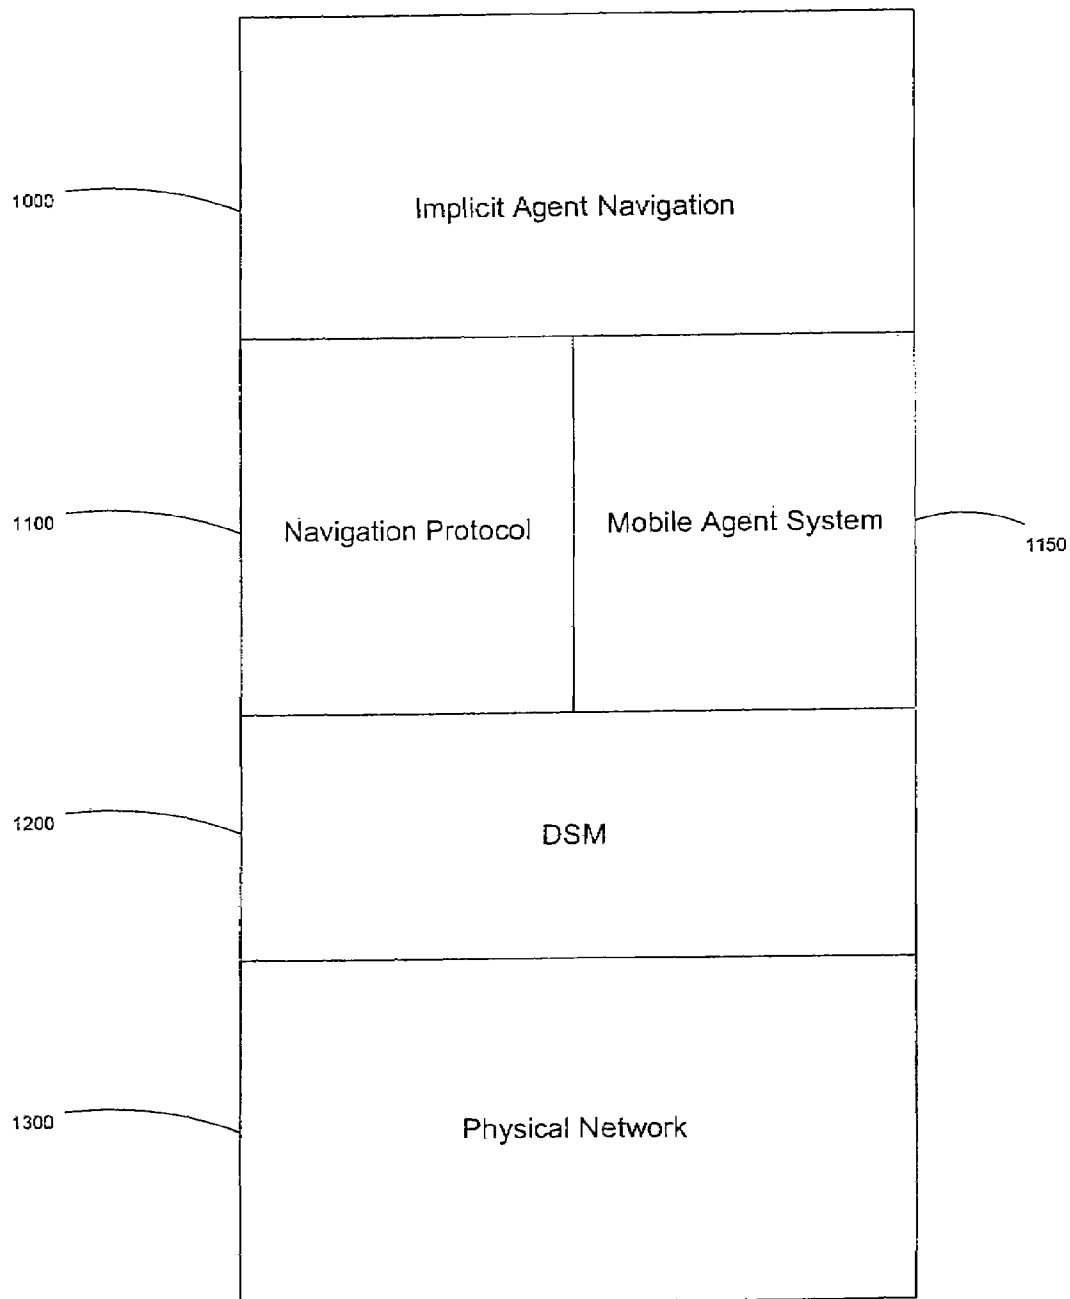 1000
Implicit Agent Navigation
1100
Navigation Protocol
Mobile Agent System
1150
1200
DSM
1300
Physical Network